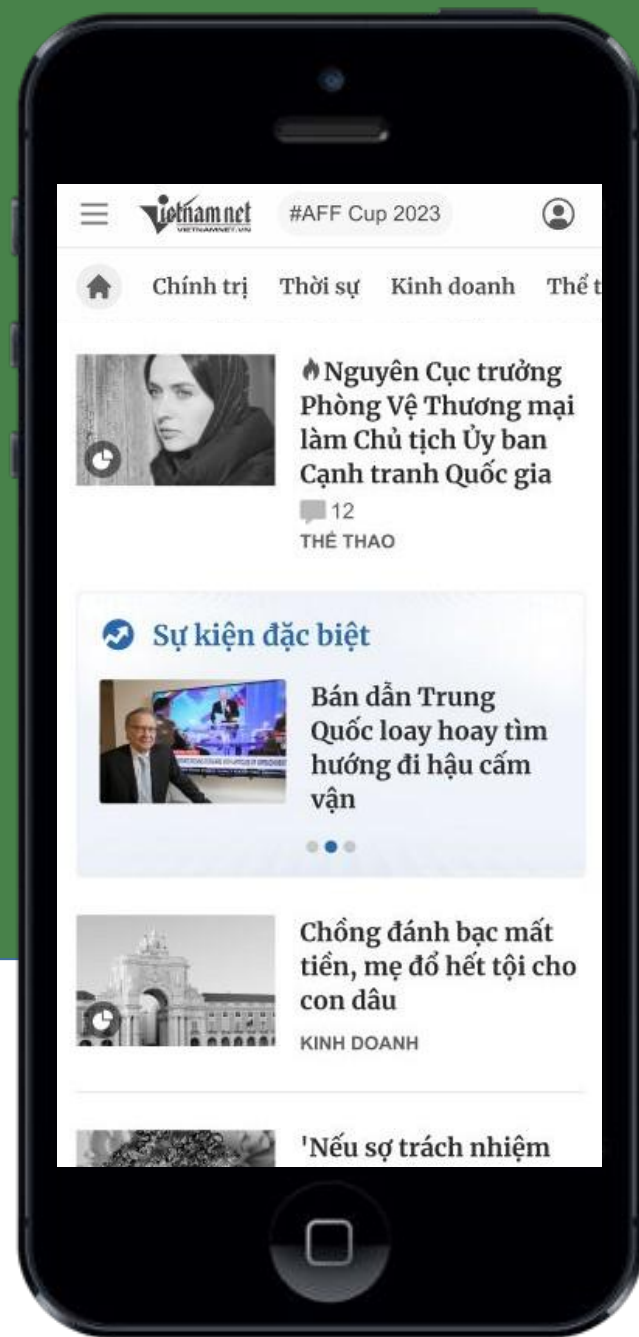 Vietnamnet
VIETNAMNET.VN
#AFF Cup 2023
Chính trị
Thời sự
Kinh doanh
Thể t
Nguyên Cục trưởng
Phòng Vệ Thương mại
làm Chủ tịch Ủy ban
Cạnh tranh Quốc gia
12
THỂ THAO
Sự kiện đặc biệt
Bán dẫn Trung
Quốc loay hoay tìm
hướng đi hậu cấm
vận
Chồng đánh bạc mất
tiền, mẹ đổ hết tội cho
con dâu
KINH DOANH
'Nếu sợ trách nhiệm